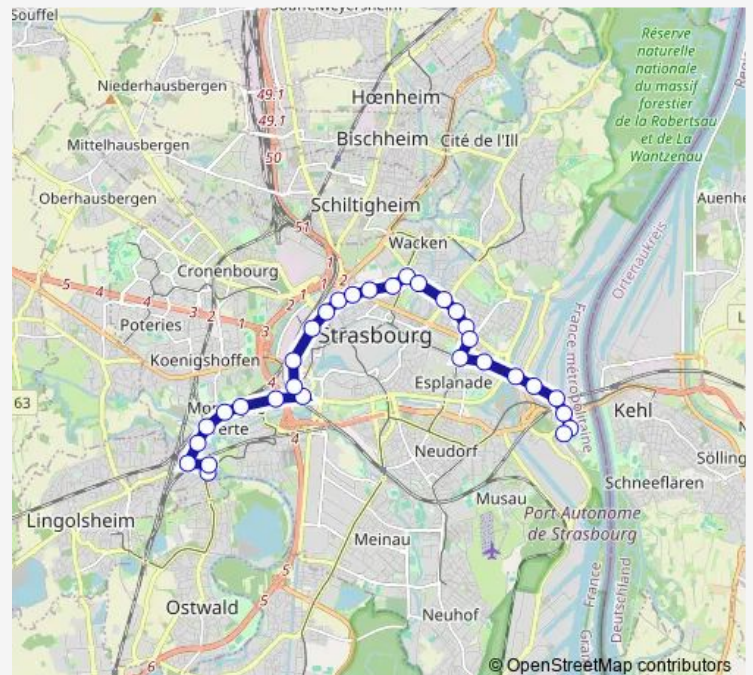 Souffel
Souffelweyersheim
Réserve
naturelle
nationale
du massif
forestier
de la Robertsau
et de La
Wantzenau
Niederhausbergen
49.1
Hœnheim
49.1
Mittelhausbergen
50
Bischheim
Cité de l'Ill
Oberhausbergen
Schiltigheim
Auenhe
Ortenaukreis
51
Wacken
Cronenbourg
1
2
5
4
4
3
2
1
2
Poteries
1
3
Strasbourg
France métropolitaine
Koenigshoffen
4
Esplanade
63
Mon
Verte
4
Kehl
Neudorf
Sölling
Schneeflären
Musau
Lingolsheim
Port Autonome
de Strasbourg
Meinau
France
Deutschland
5
Ostwald
5
Neuhof
6
© OpenStreetMap contributors